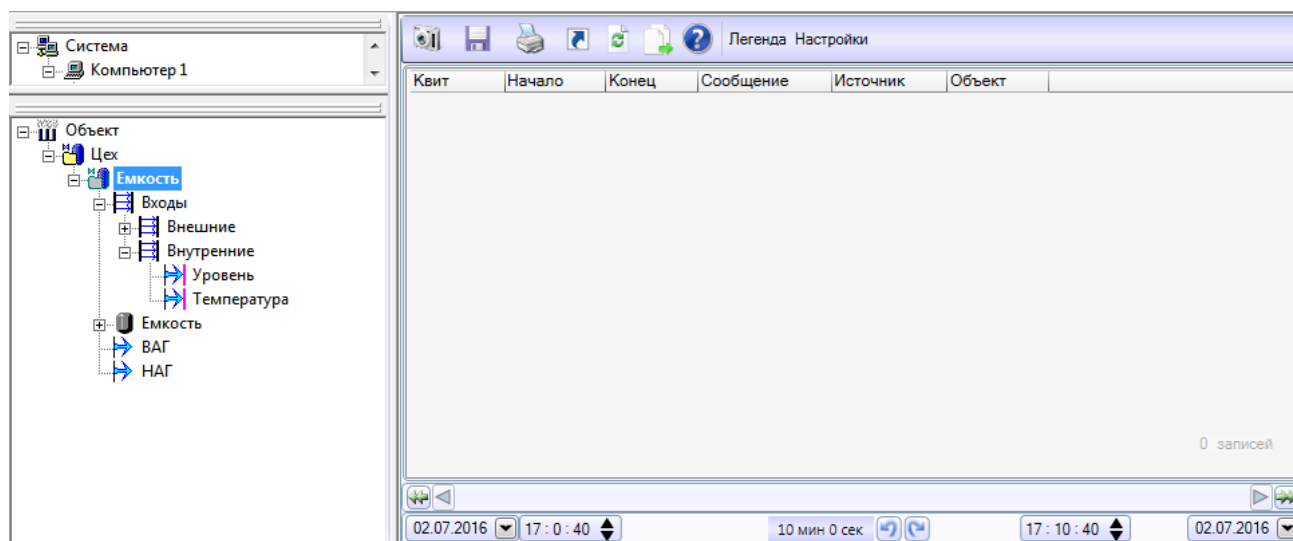 Система
Компьютер 1
Объект
Цех
Емкость
Входы
Внешние
Внутренние
Уровень
Температура
Емкость
ВАГ
НАГ
Легенда Настройки
Квит Начало Конец Сообщение Источник Объект
0 записей
02.07.2016 17 : 0 : 40 10 мин 0 сек 17 : 10 : 40 02.07.2016